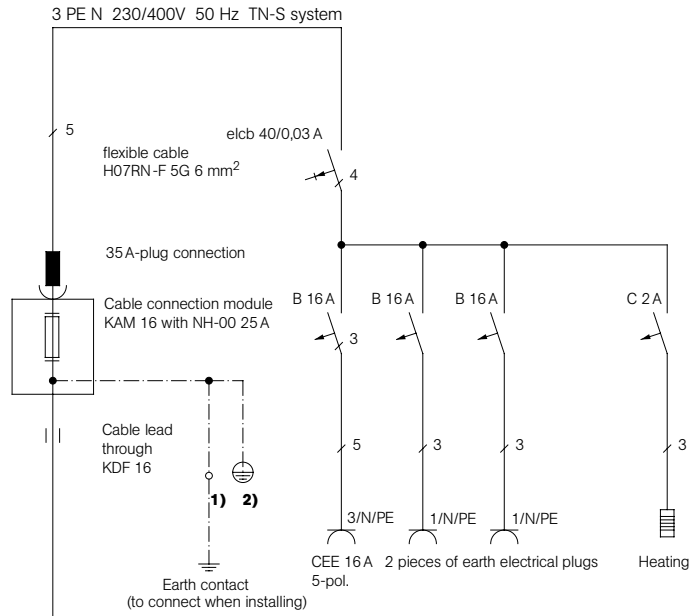 3 PE N 230/400V 50 Hz TN-S system
5
elcb 40/0,03 A
flexible cable
H07RN-F 5G 6 mm²
4
35 A-plug connection
B 16 A
B 16 A
B 16 A
C 2 A
Cable connection module
KAM 16 with NH-00 25 A
3
Cable lead
through
KDF 16
5
3
3
3
1)
2)
3/N/PE
1/N/PE
1/N/PE
CEE 16 A
5-pol.
2 pieces of earth electrical plugs
Heating
Earth contact
(to connect when installing)